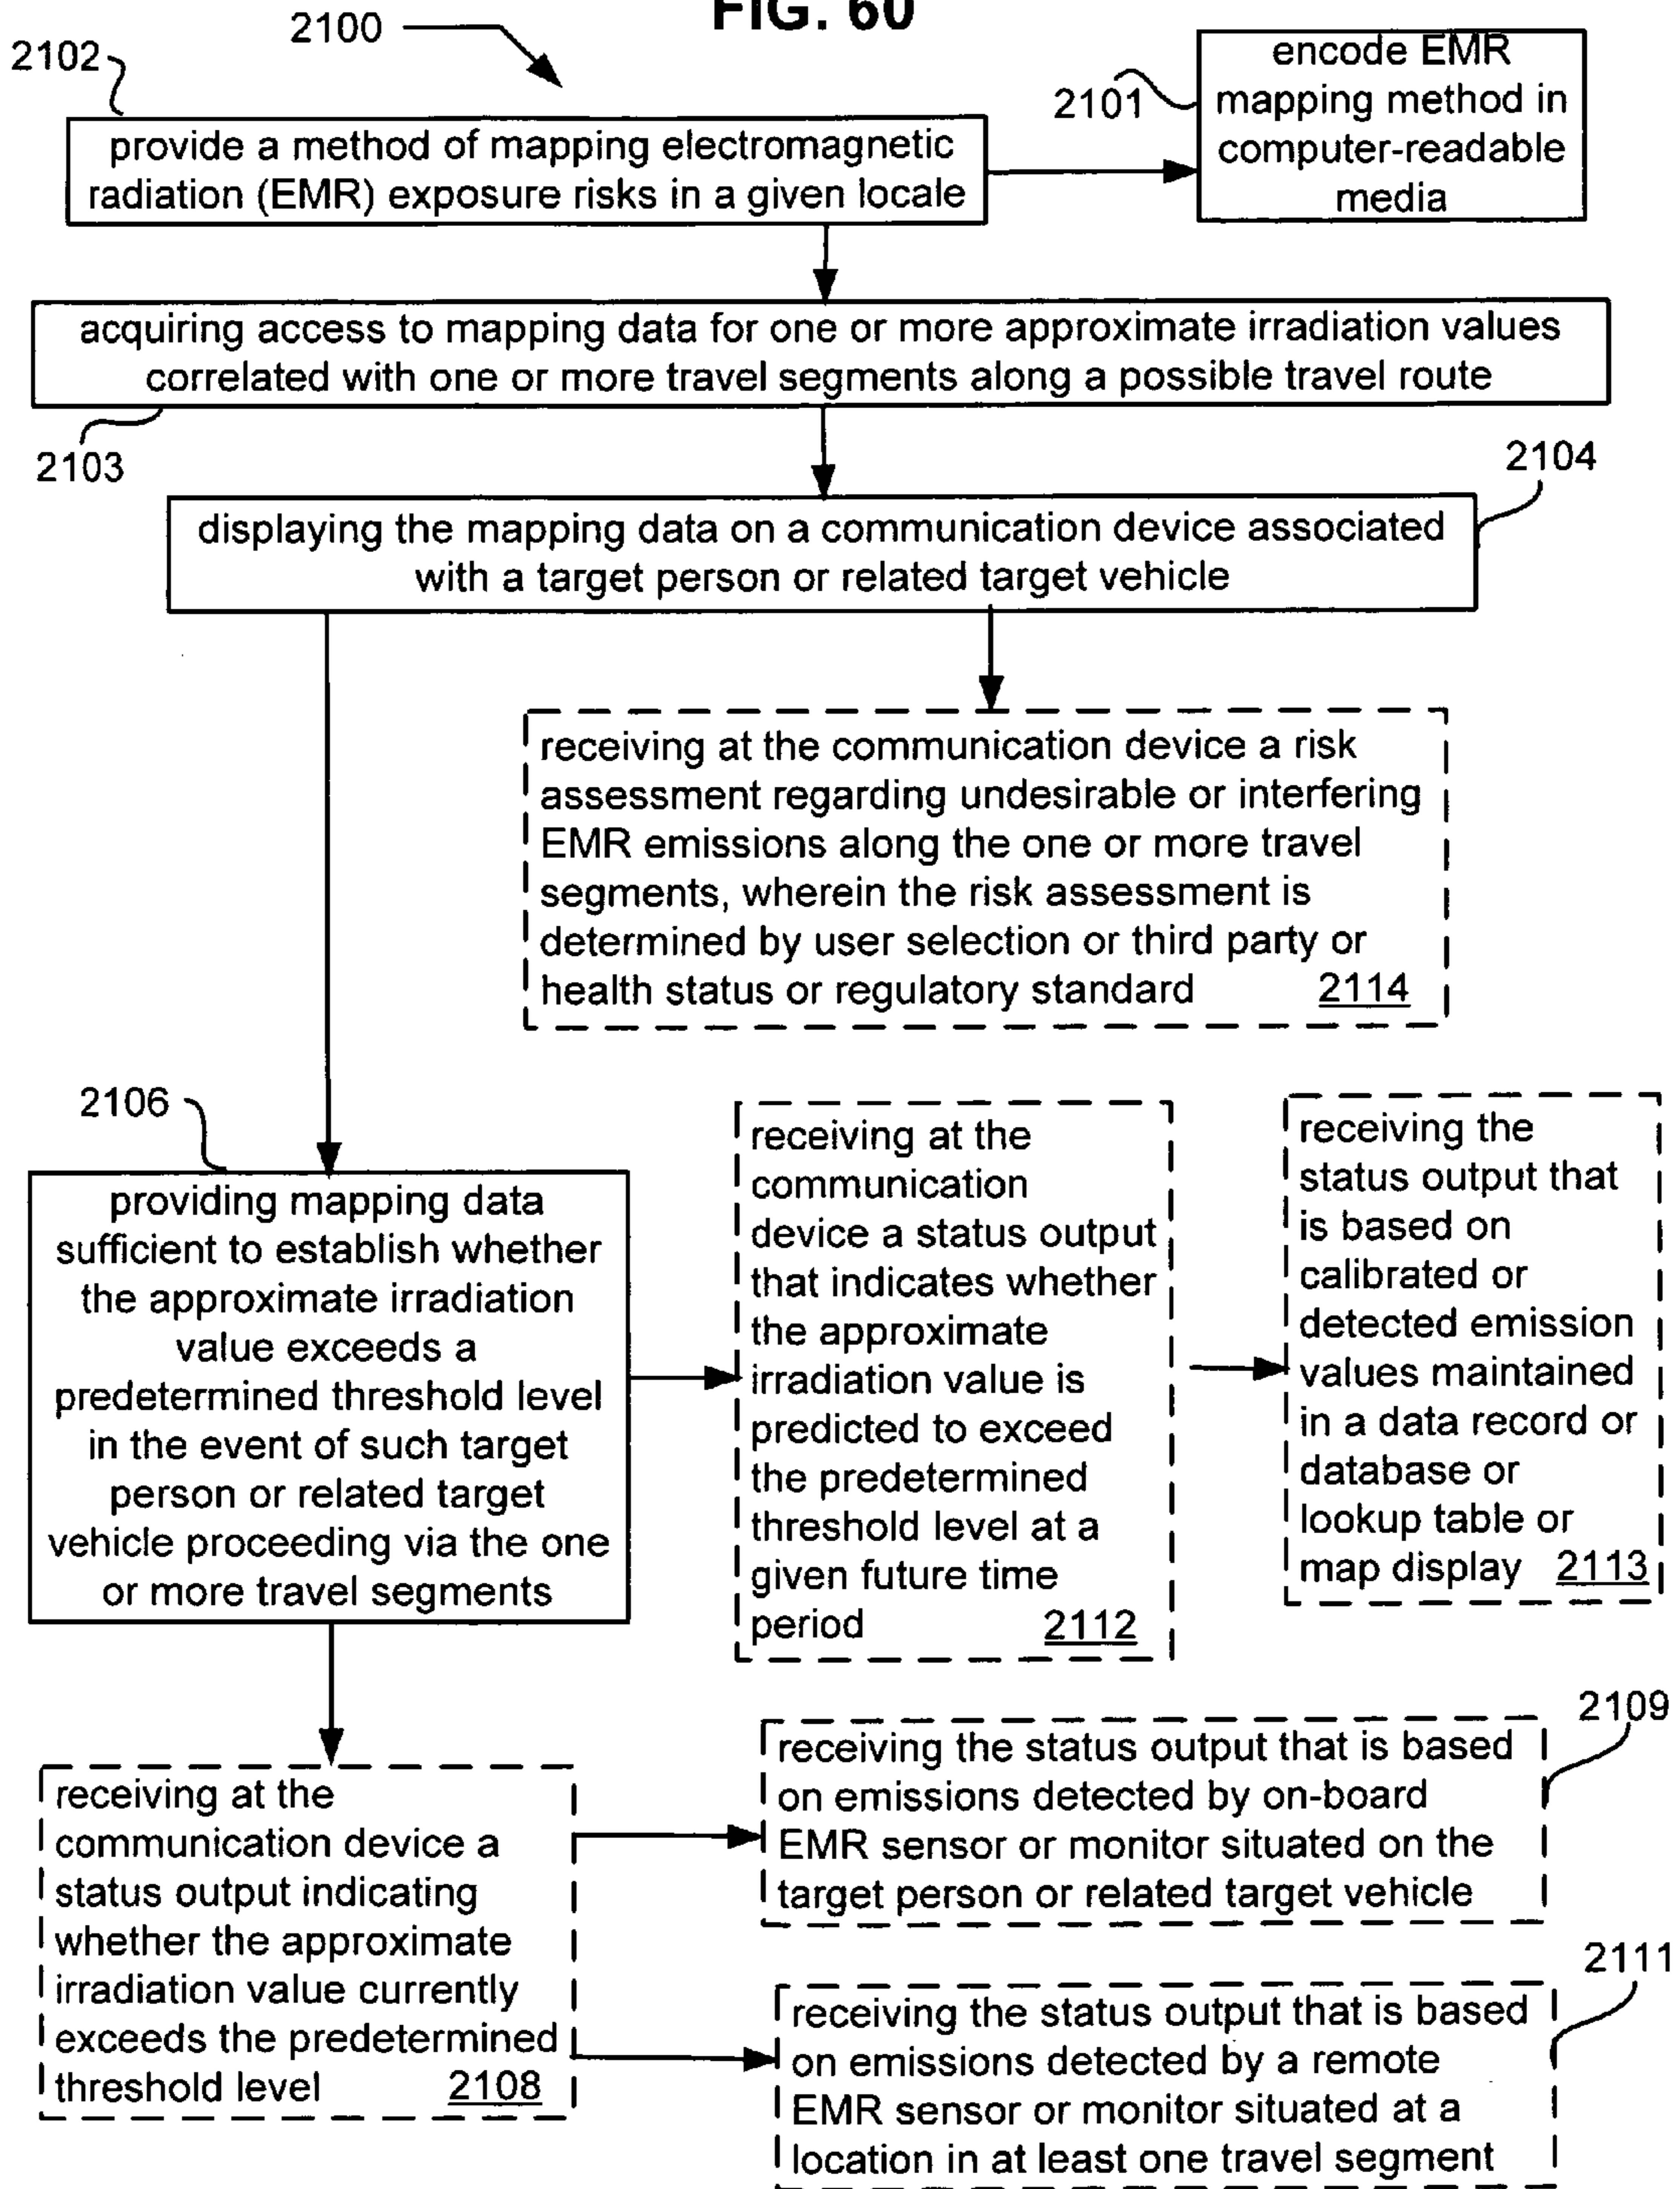 FIG. 60
2100
2102
provide a method of mapping electromagnetic
radiation (EMR) exposure risks in a given locale
2101
encode EMR
mapping method in
computer-readable
media
acquiring access to mapping data for one or more approximate irradiation values
correlated with one or more travel segments along a possible travel route
2103
2104
displaying the mapping data on a communication device associated
with a target person or related target vehicle
receiving at the communication device a risk
assessment regarding undesirable or interfering
EMR emissions along the one or more travel
segments, wherein the risk assessment is
determined by user selection or third party or
health status or regulatory standard 2114
2106
providing mapping data
sufficient to establish whether
the approximate irradiation
value exceeds a
predetermined threshold level
in the event of such target
person or related target
vehicle proceeding via the one
or more travel segments
receiving at the
communication
device a status output
that indicates whether
the approximate
irradiation value is
predicted to exceed
the predetermined
threshold level at a
given future time
period 2112
receiving the
status output that
is based on
calibrated or
detected emission
values maintained
in a data record or
database or
lookup table or
map display 2113
receiving at the
communication device a
status output indicating
whether the approximate
irradiation value currently
exceeds the predetermined
threshold level 2108
2109
receiving the status output that is based
on emissions detected by on-board
EMR sensor or monitor situated on the
target person or related target vehicle
2111
receiving the status output that is based
on emissions detected by a remote
EMR sensor or monitor situated at a
location in at least one travel segment